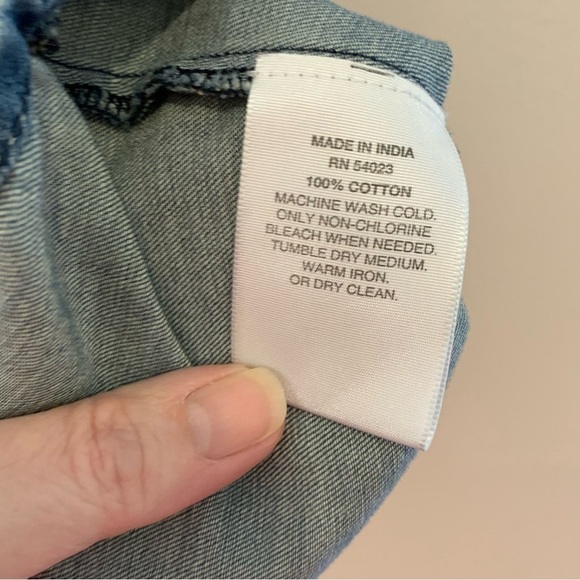 MADE IN INDIA
RN 54023
100% COTTON
MACHINE WASH COLD.
ONLY NON-CHLORINE
BLEACH WHEN NEEDED.
TUMBLE DRY MEDIUM.
WARM IRON.
OR DRY CLEAN.